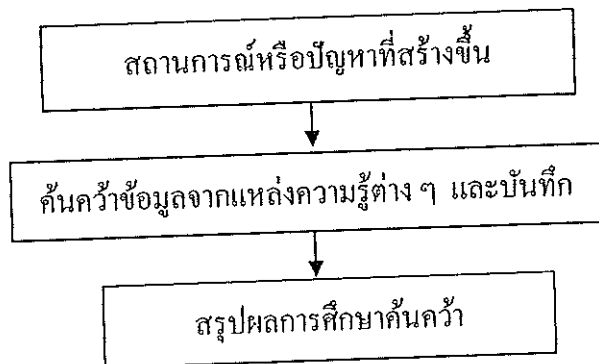 สถานการณ์หรือปัญหาที่สร้างขึ้น
ค้นคว้าข้อมูลจากแหล่งความรู้ต่าง ๆ และบันทึก
สรุปผลการศึกษาค้นคว้า